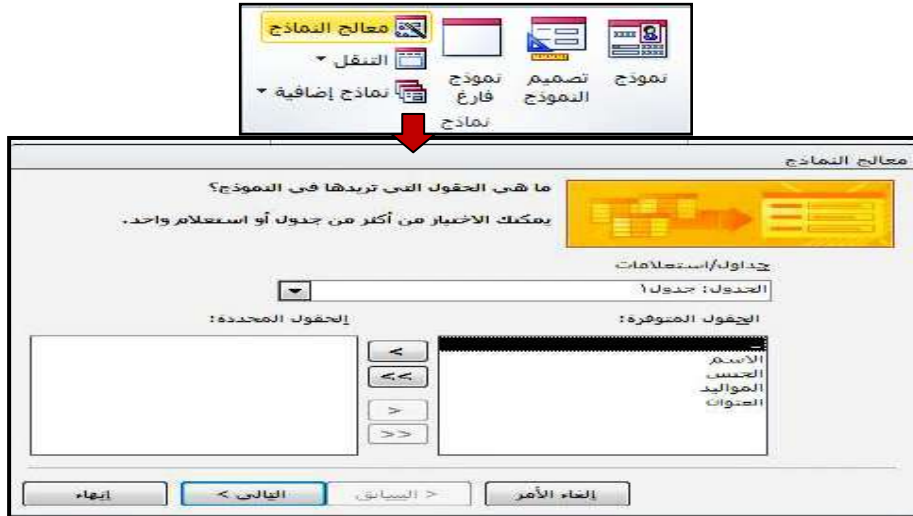 معالج النماذج
التنقل
نماذج إضافية
نموذج فارغ
تصميم النموذج
نموذج
نماذج
معالج النماذج
ما هي الحقول التي تريدها في النموذج؟
يمكنك الاختيار من أكثر من جدول أو استعلام واحد.
جداول/استعلامات
الجدول: جدول١
الحقول المتوفرة:
الحقول المحددة:
الاسم
الجنس
المواليد
العنوان
>
>>
<
<<
إلغاء الأمر
< السابق
التالي >
إنهاء